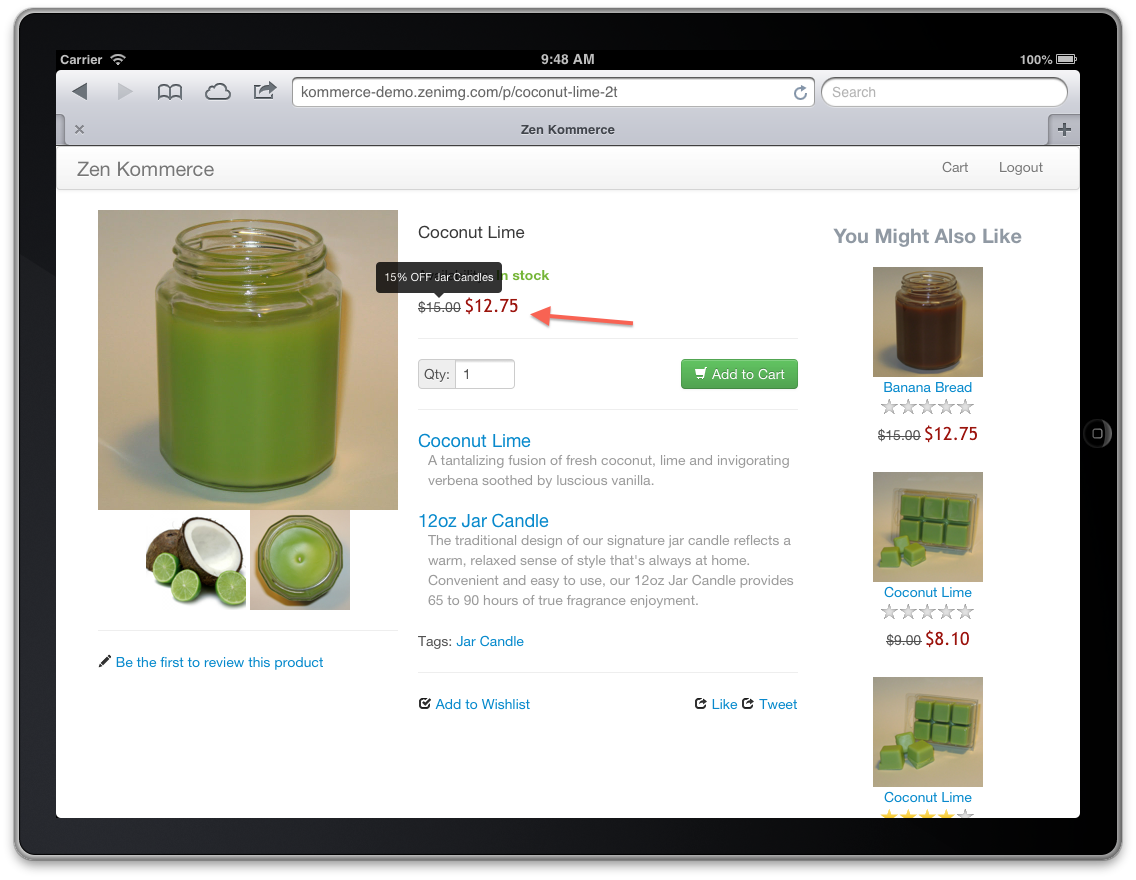 Carrier
9:48 AM
100%
kommerce-demo.zenimg.com/p/coconut-lime-2t
Search
Zen Kommerce
Zen Kommerce
Cart
Logout
Coconut Lime
In stock
15% OFF Jar Candles
$15.00 $12.75
Qty: 1
Add to Cart
Coconut Lime
A tantalizing fusion of fresh coconut, lime and invigorating
verbena soothed by luscious vanilla.
12oz Jar Candle
The traditional design of our signature jar candle reflects a
warm, relaxed sense of style that's always at home.
Convenient and easy to use, our 12oz Jar Candle provides
65 to 90 hours of true fragrance enjoyment.
Tags: Jar Candle
Add to Wishlist
Like
Tweet
Be the first to review this product
You Might Also Like
Banana Bread
$15.00 $12.75
Coconut Lime
$9.00 $8.10
Coconut Lime